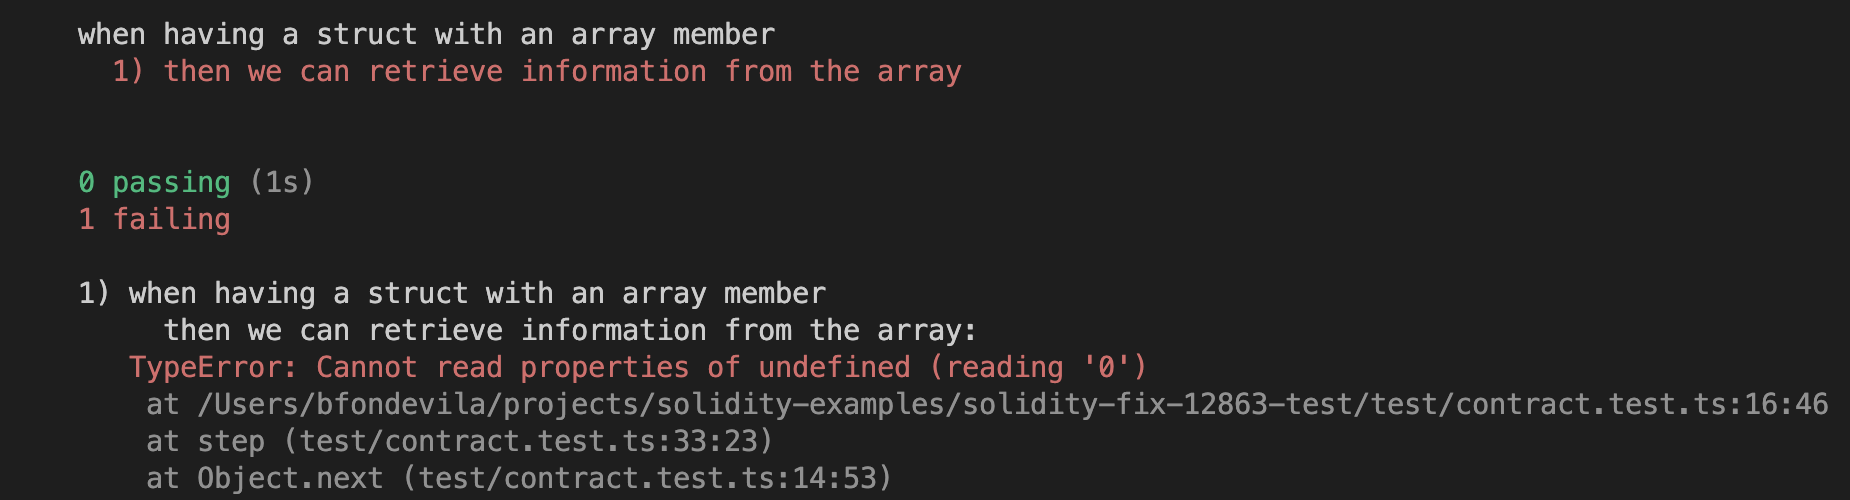 when having a struct with an array member
1) then we can retrieve information from the array
0 passing (1s)
1 failing
1) when having a struct with an array member
then we can retrieve information from the array:
TypeError: Cannot read properties of undefined (reading '0')
at /Users/bfondevila/projects/solidity-examples/solidity-fix-12863-test/test/contract.test.ts:16:46
at step (test/contract.test.ts:33:23)
at Object.next (test/contract.test.ts:14:53)